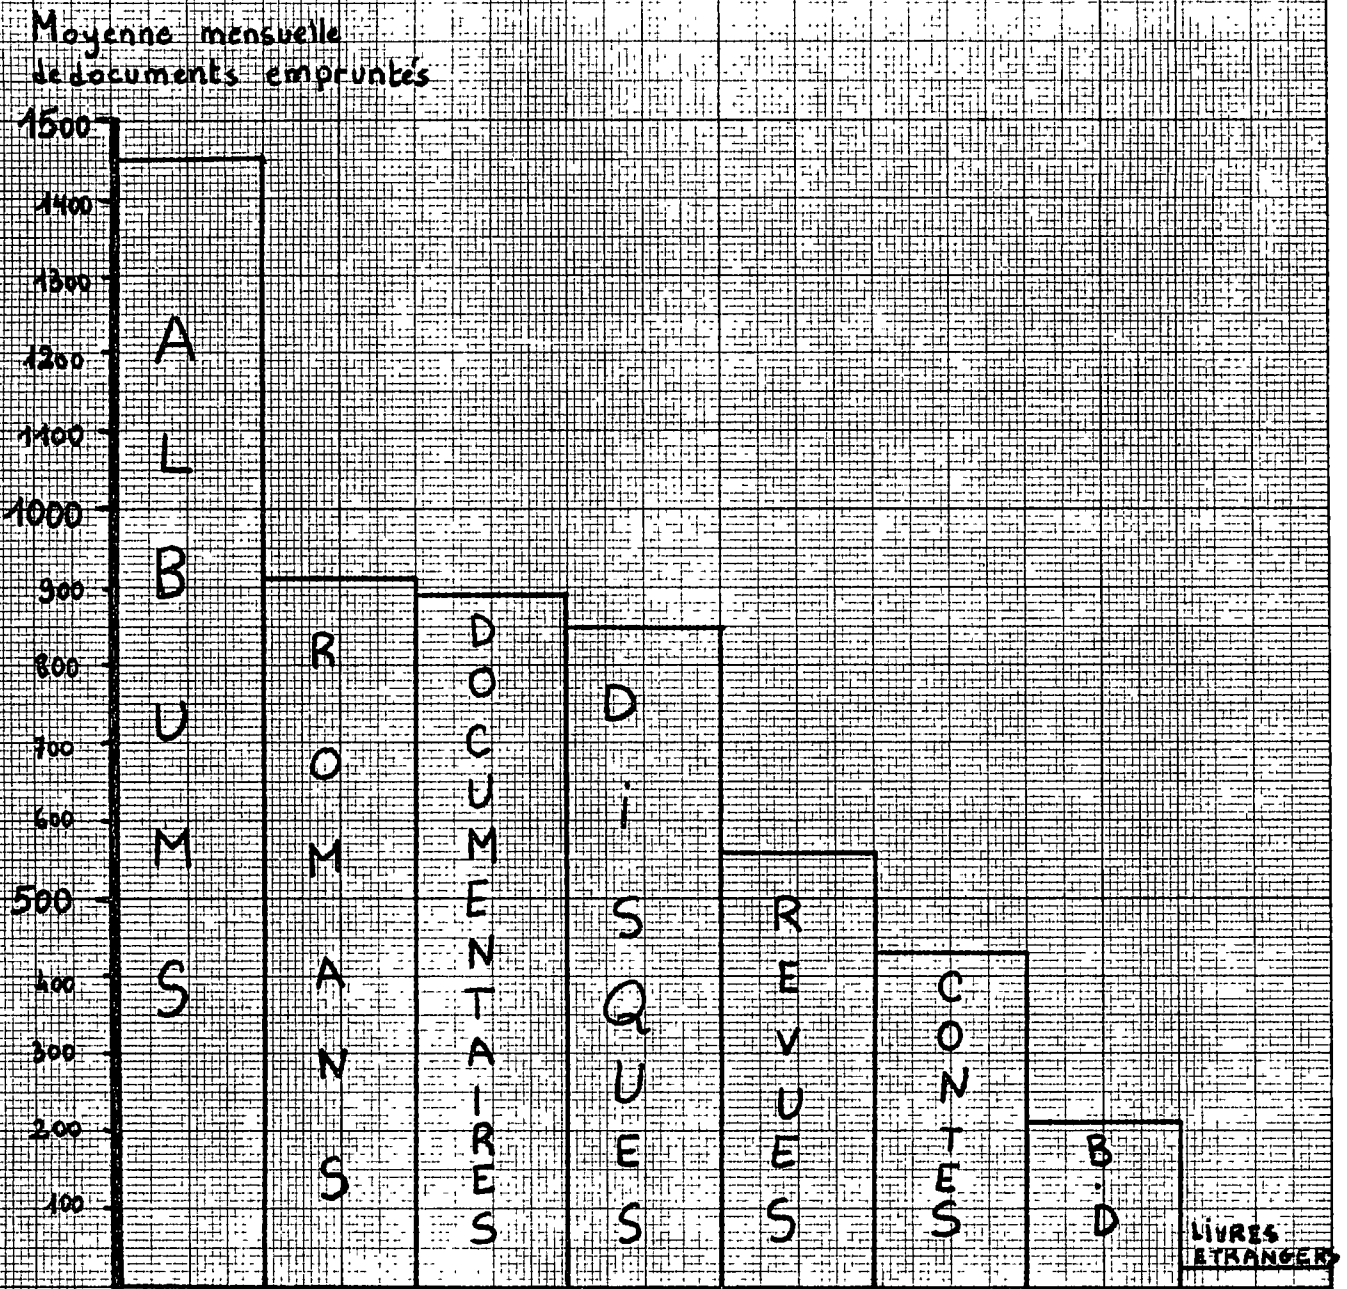 Moyenne mensuelle
de documents empruntés
1500
1400
1300
1200
1100
1000
900
800
700
600
500
400
300
200
100
ALBUMS
ROMANS
DOCUMENTAIRES
DiSQUES
REVUES
CONTES
B.D
LiVRES
ETRANGERS